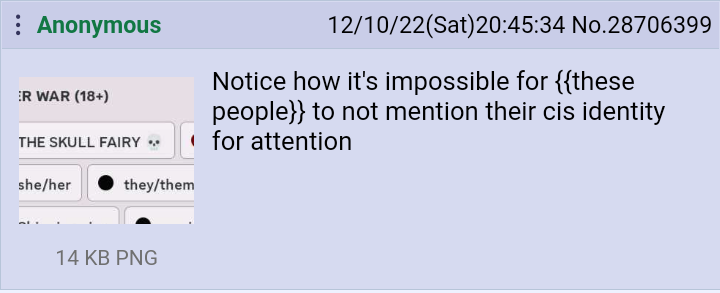 Anonymous 12/10/22(Sat)20:45:34 No.28706399
ER WAR (18+)
THE SKULL FAIRY 💀
she/her
they/them
14 KB PNG
Notice how it's impossible for {{these
people}} to not mention their cis identity
for attention